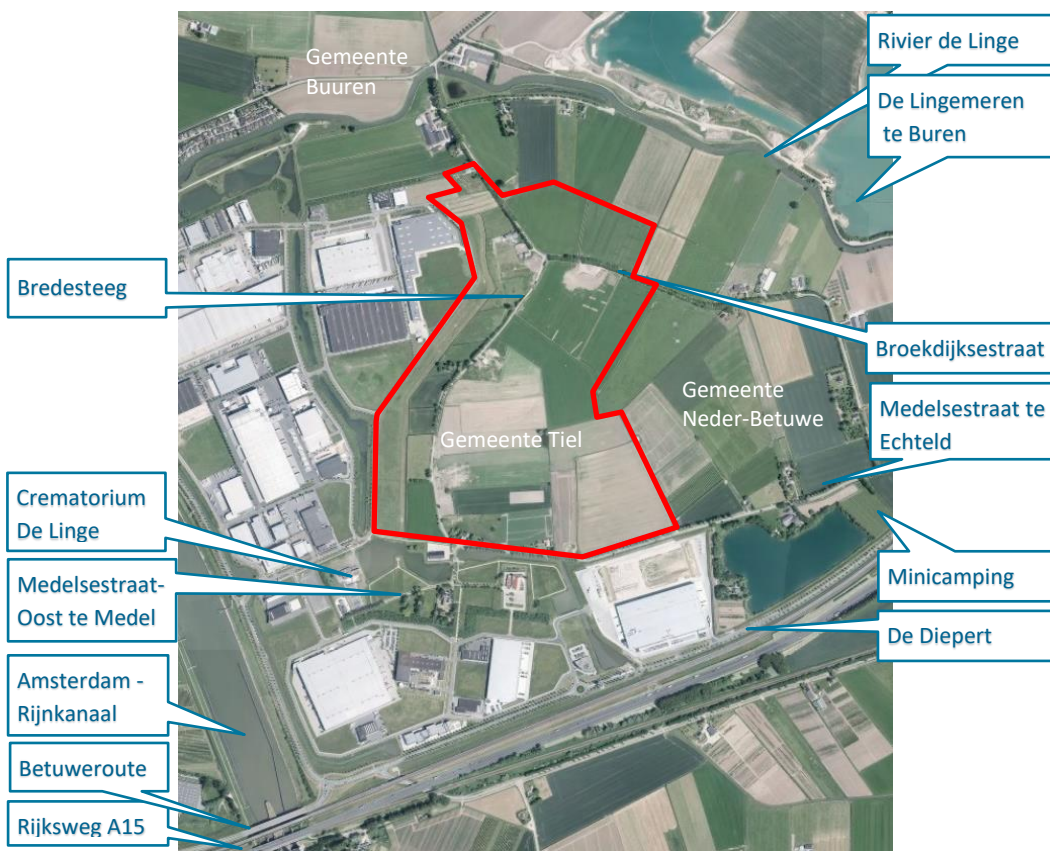 Gemeente
Buuren
Rivier de Linge
De Lingemeren
te Buren
Bredesteeg
Broekdijksestraat
Gemeente
Neder-Betuwe
Medelsestraat te
Echteld
Gemeente Tiel
Crematorium
De Linge
Minicamping
Medelsestraat-
Oost te Medel
De Diepert
Amsterdam -
Rijnkanaal
Betuweroute
Rijksweg A15